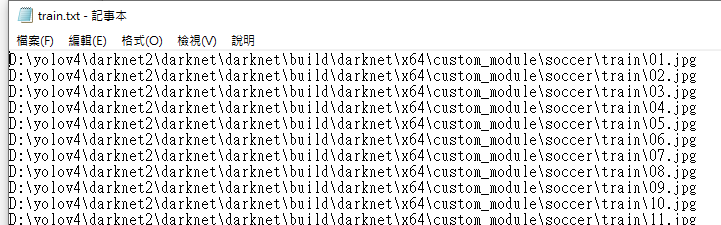 train.txt - 記事本
檔案(F) 編輯(E) 格式(O) 檢視(V) 說明
D:\yolov4\darknet2\darknet\darknet\build\darknet\x64\custom_module\soccer\train\01.jpg
D:\yolov4\darknet2\darknet\darknet\build\darknet\x64\custom_module\soccer\train\02.jpg
D:\yolov4\darknet2\darknet\darknet\build\darknet\x64\custom_module\soccer\train\03.jpg
D:\yolov4\darknet2\darknet\darknet\build\darknet\x64\custom_module\soccer\train\04.jpg
D:\yolov4\darknet2\darknet\darknet\build\darknet\x64\custom_module\soccer\train\05.jpg
D:\yolov4\darknet2\darknet\darknet\build\darknet\x64\custom_module\soccer\train\06.jpg
D:\yolov4\darknet2\darknet\darknet\build\darknet\x64\custom_module\soccer\train\07.jpg
D:\yolov4\darknet2\darknet\darknet\build\darknet\x64\custom_module\soccer\train\08.jpg
D:\yolov4\darknet2\darknet\darknet\build\darknet\x64\custom_module\soccer\train\09.jpg
D:\yolov4\darknet2\darknet\darknet\build\darknet\x64\custom_module\soccer\train\10.jpg
D:\yolov4\darknet2\darknet\darknet\build\darknet\x64\custom_module\soccer\train\11.jpg